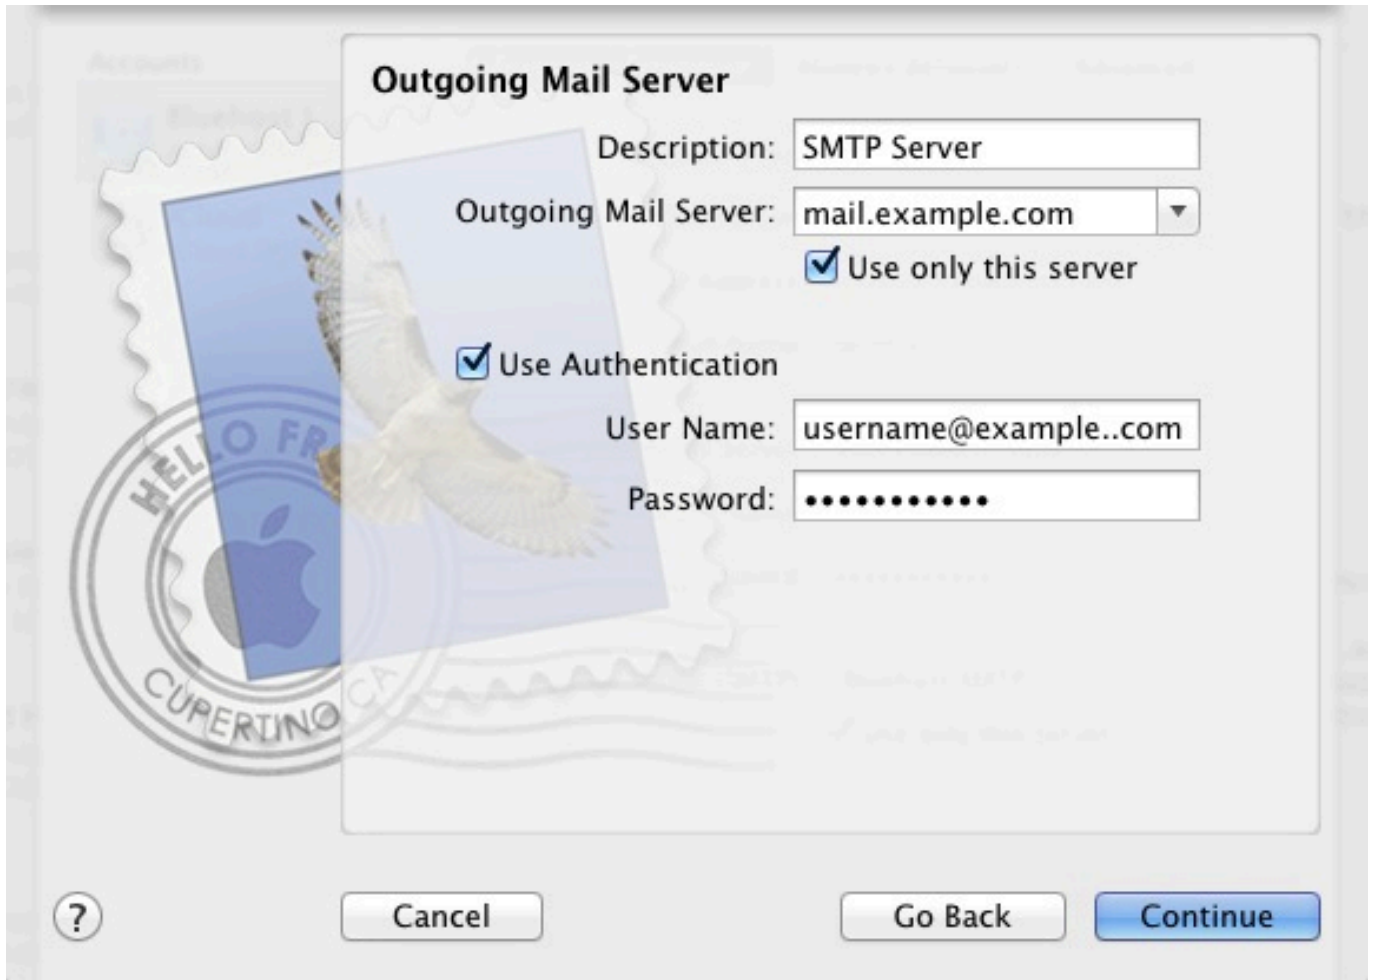 Accounts
Outgoing Mail Server
Description: SMTP Server
Outgoing Mail Server: mail.example.com
Use only this server
Use Authentication
User Name: username@example..com
Password: •••••••••••
HELLO FR
CUPERTINO CA
? Cancel Go Back Continue